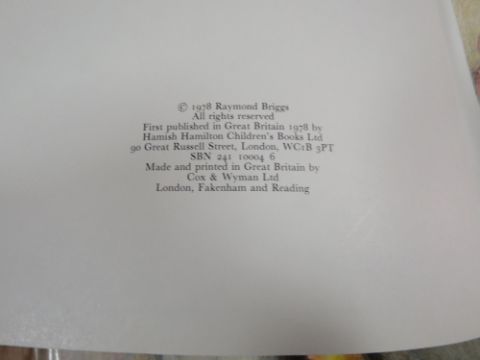 © 1978 Raymond Briggs
All rights reserved
First published in Great Britain 1978 by
Hamish Hamilton Children's Books Ltd
90 Great Russell Street, London, WC1B 3PT
SBN 241 10004 6
Made and printed in Great Britain by
Cox & Wyman Ltd
London, Fakenham and Reading